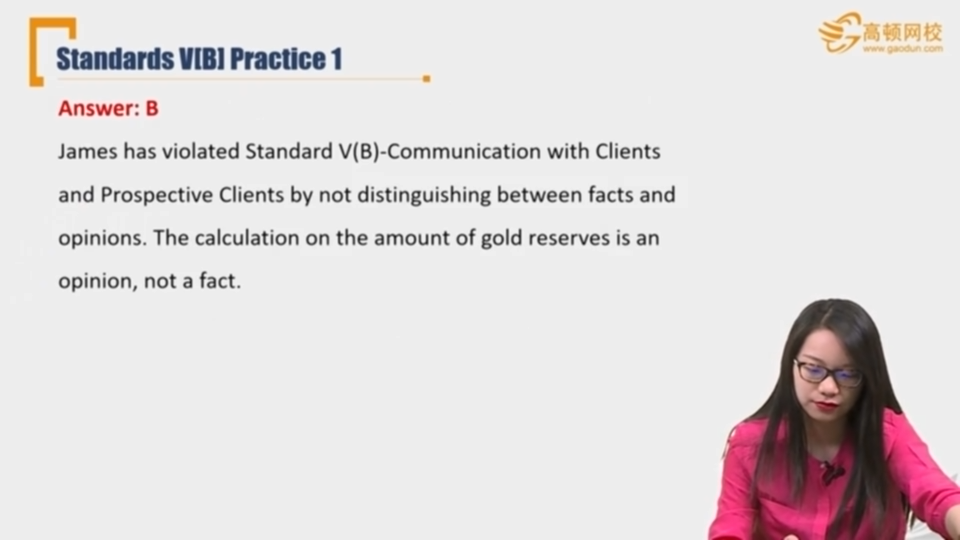 Standards V[B] Practice 1
高顿网校
www.gaodun.com
Answer: B
James has violated Standard V(B)-Communication with Clients
and Prospective Clients by not distinguishing between facts and
opinions. The calculation on the amount of gold reserves is an
opinion, not a fact.